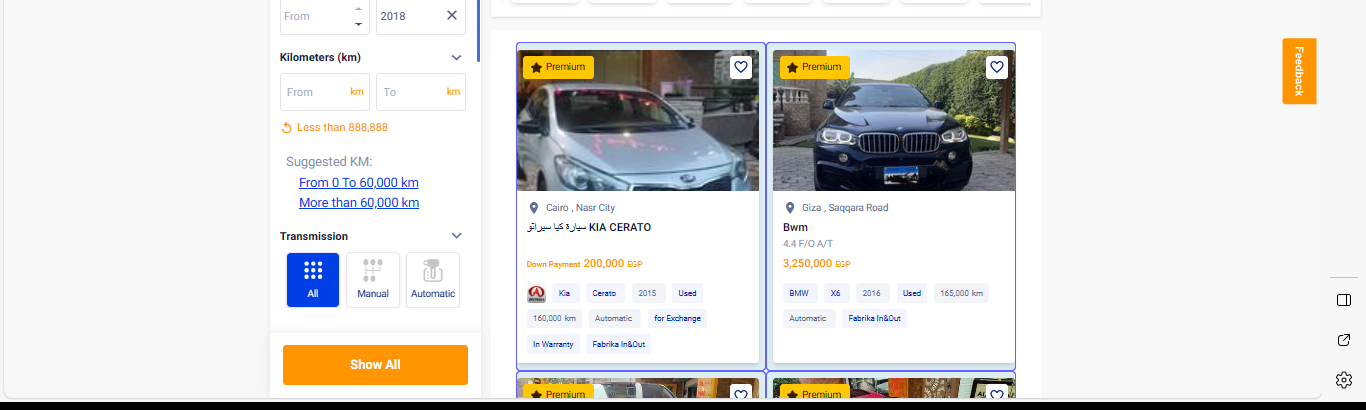 From
2018
Kilometers (km)
From km
To km
Less than 888,888
Suggested KM:
From 0 To 60,000 km
More than 60,000 km
Transmission
All
Manual
Automatic
Show All
Premium
Cairo , Nasr City
سيارة كيا سيراتو KIA CERATO
Down Payment 200,000 EGP
Kia Cerato 2015 Used
160,000 km Automatic for Exchange
In Warranty Fabrika In&Out
Premium
Giza , Saqqara Road
Bwm
4.4 F/O A/T
3,250,000 EGP
BMW X6 2016 Used 165,000 km
Automatic Fabrika In&Out
Premium
Premium
Feedback